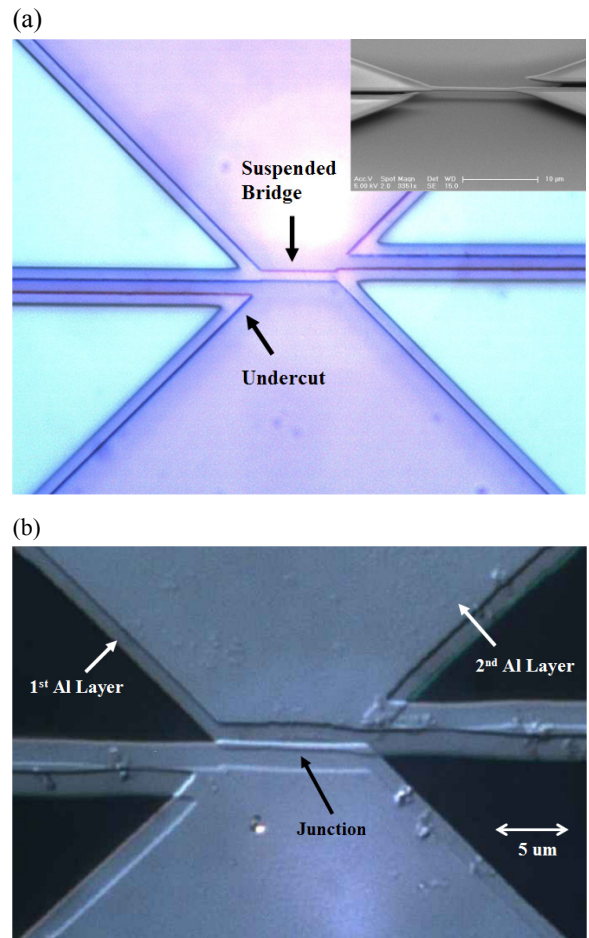 (a)
Suspended
Bridge
Undercut
Acc.V Spot Magn Det WD
5.00 kV 2.0 3351x SE 15.0
10 µm
(b)
1st Al Layer
2nd Al Layer
Junction
5 um